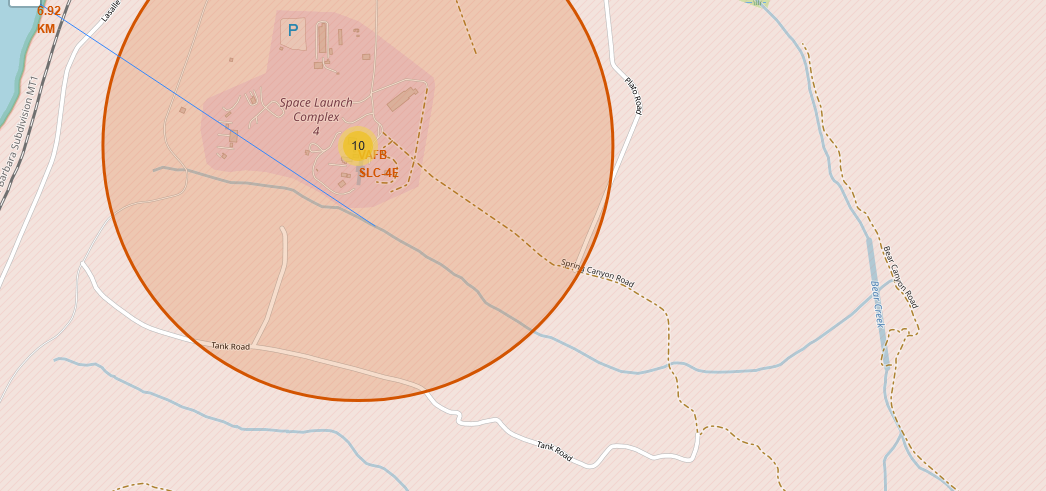 6.92
KM
Lasalle
P
Barbara Subdivision MT1
Space Launch
Complex
4
10
VAFB
SLC-4E
Plato Road
Spring Canyon Road
Bear Canyon Road
Bear Creek
Tank Road
Tank Road